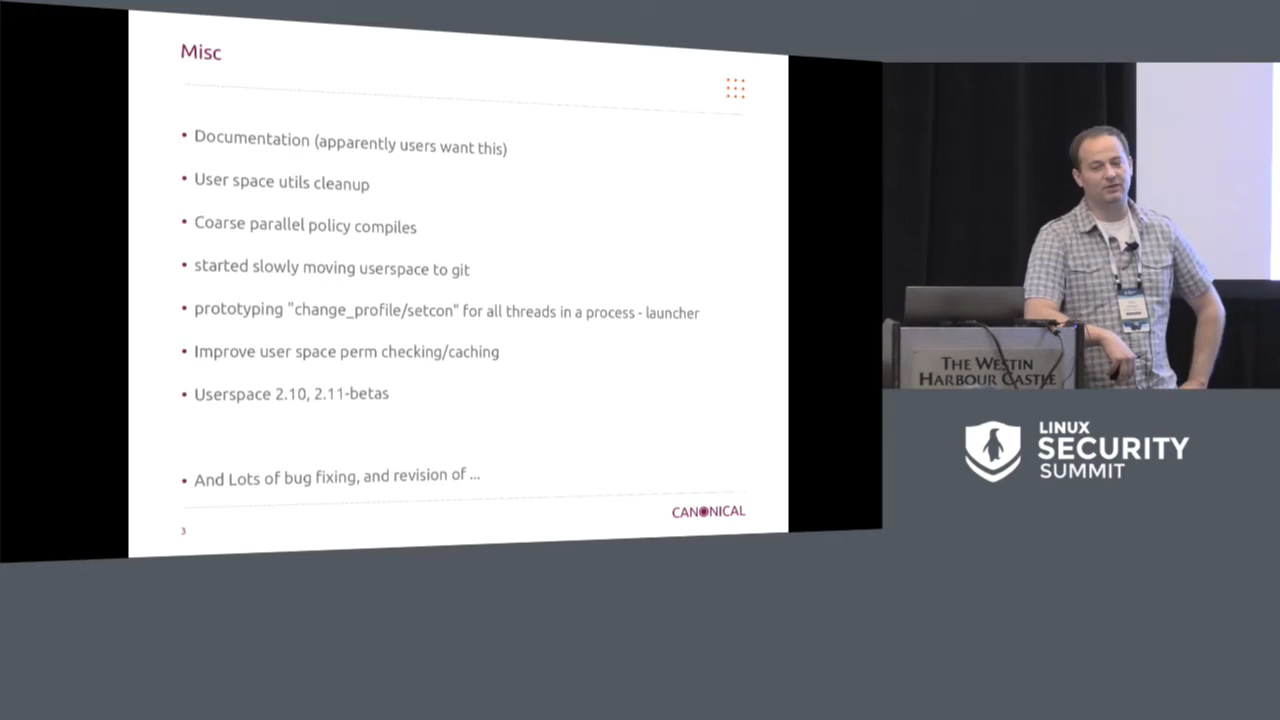 Misc
• Documentation (apparently users want this)
• User space utils cleanup
• Coarse parallel policy compiles
• started slowly moving userspace to git
• prototyping "change_profile/setcon" for all threads in a process - launcher
• Improve user space perm checking/caching
• Userspace 2.10, 2.11-betas
• And Lots of bug fixing, and revision of ...
CANONICAL
3
THE WESTIN
HARBOUR CASTLE
LINUX
SECURITY
SUMMIT